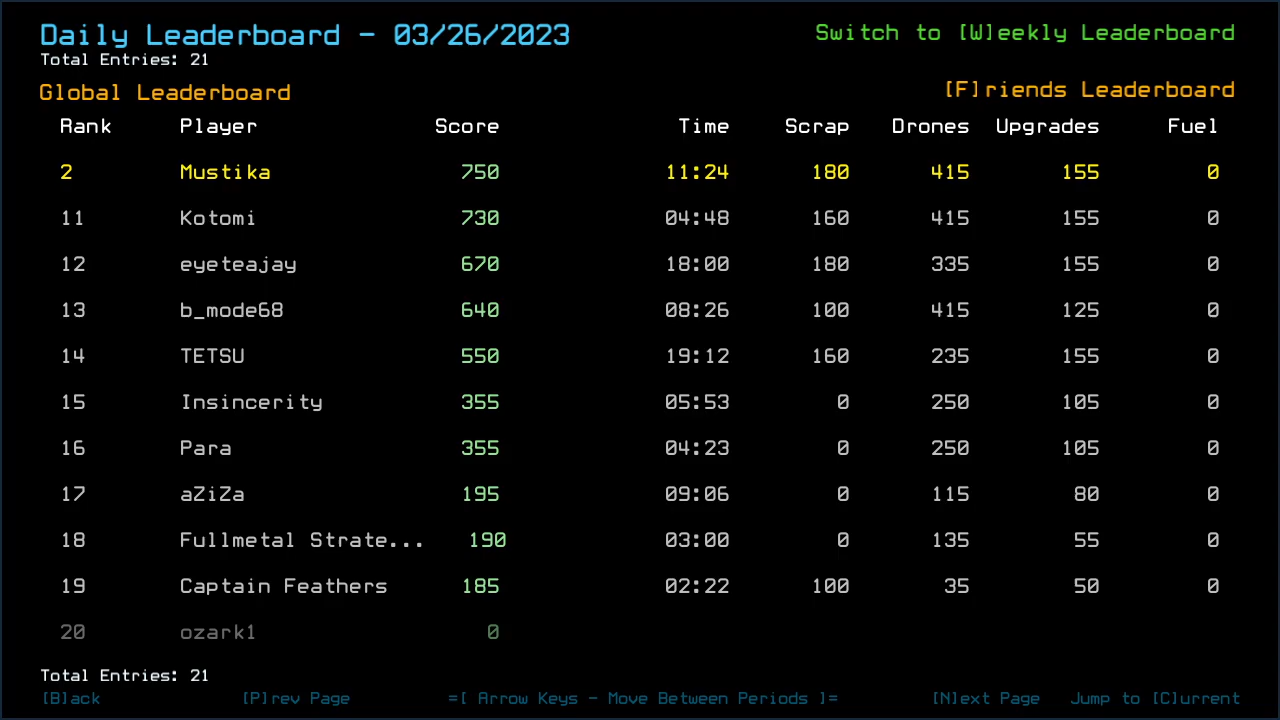 Daily Leaderboard - 03/26/2023 Switch to [W]eekly Leaderboard
Total Entries: 21
Global Leaderboard [F]riends Leaderboard
Rank Player Score Time Scrap Drones Upgrades Fuel
2 Mustika 750 11:24 180 415 155 0
11 Kotomi 730 04:48 160 415 155 0
12 eyeteajay 670 18:00 180 335 155 0
13 b_mode68 640 08:26 100 415 125 0
14 TETSU 550 19:12 160 235 155 0
15 Insincerity 355 05:53 0 250 105 0
16 Para 355 04:23 0 250 105 0
17 aZiZa 195 09:06 0 115 80 0
18 Fullmetal Strate... 190 03:00 0 135 55 0
19 Captain Feathers 185 02:22 100 35 50 0
20 ozark1 0
Total Entries: 21
[B]ack [P]rev Page =[ Arrow Keys - Move Between Periods ]= [N]ext Page Jump to [C]urrent